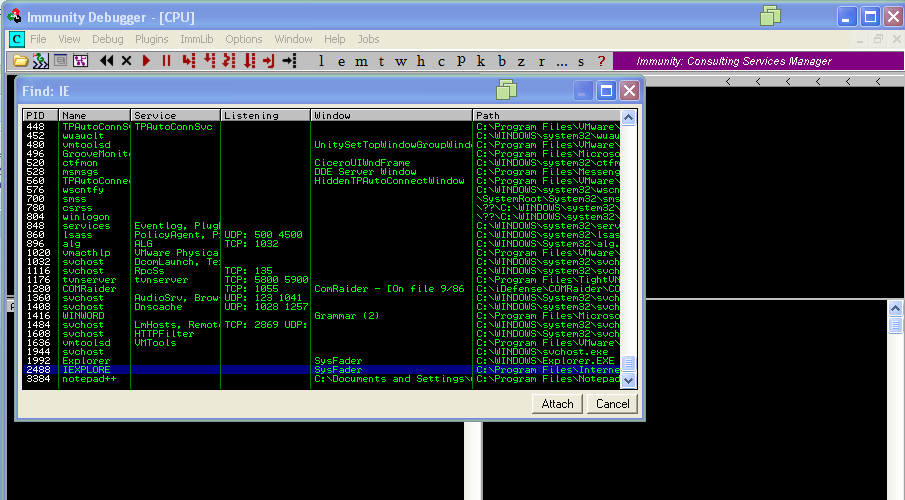 Immunity Debugger - [CPU]
File View Debug Plugins ImmLib Options Window Help Jobs
l e m t w h c p k b z r ... s ? Immunity: Consulting Services Manager
Find: IE
PID Name Service Listening Window Path
448 TPAutoConnSv TPAutoConnSvc C:\Program Files\VMware\
452 wuauclt C:\WINDOWS\system32\wuau
480 vmtoolsd UnitySetTopWindowGroupWind C:\Program Files\VMware\
496 GrooveMonit C:\Program Files\Microso
520 ctfmon CiceroUIWndFrame C:\WINDOWS\system32\ctfm
528 msmsgs DDE Server Window C:\Program Files\Messeng
560 TPAutoConne HiddenTPAutoConnectWindow C:\Program Files\VMware\
576 wscntfy C:\WINDOWS\system32\wscn
700 smss \SystemRoot\System32\sms
780 csrss \??\C:\WINDOWS\system32\
804 winlogon \??\C:\WINDOWS\system32\
848 services Eventlog, Plug C:\WINDOWS\system32\serv
860 lsass PolicyAgent, P UDP: 500 4500 C:\WINDOWS\system32\lsas
896 alg ALG TCP: 1032 C:\WINDOWS\System32\alg.
1020 vmacthlp VMware Physica C:\Program Files\VMware\
1032 svchost DcomLaunch, Te C:\WINDOWS\system32\svch
1116 svchost RpcSs TCP: 135 C:\WINDOWS\system32\svch
1176 tvnserver tvnserver TCP: 5800 5900 C:\Program Files\TightVN
1280 COMRaider TCP: 1055 ComRaider - [On file 9/86 C:\iDefense\COMRaider\CO
1360 svchost AudioSrv, Brow UDP: 123 1041 C:\WINDOWS\System32\svch
1408 svchost Dnscache UDP: 1028 1257 C:\WINDOWS\system32\svch
1416 WINWORD Grammar (2) C:\Program Files\Microso
1484 svchost LmHosts, Remot TCP: 2869 UDP: C:\WINDOWS\system32\svch
1608 svchost HTTPFilter C:\WINDOWS\System32\svch
1636 vmtoolsd VMTools C:\Program Files\VMware\
1944 svchost C:\WINDOWS\svchost.exe
1992 Explorer SysFader C:\WINDOWS\Explorer.EXE
2488 IEXPLORE SysFader C:\Program Files\Interne
3384 notepad++ C:\Documents and Settings\ C:\Program Files\Notepad
Attach Cancel